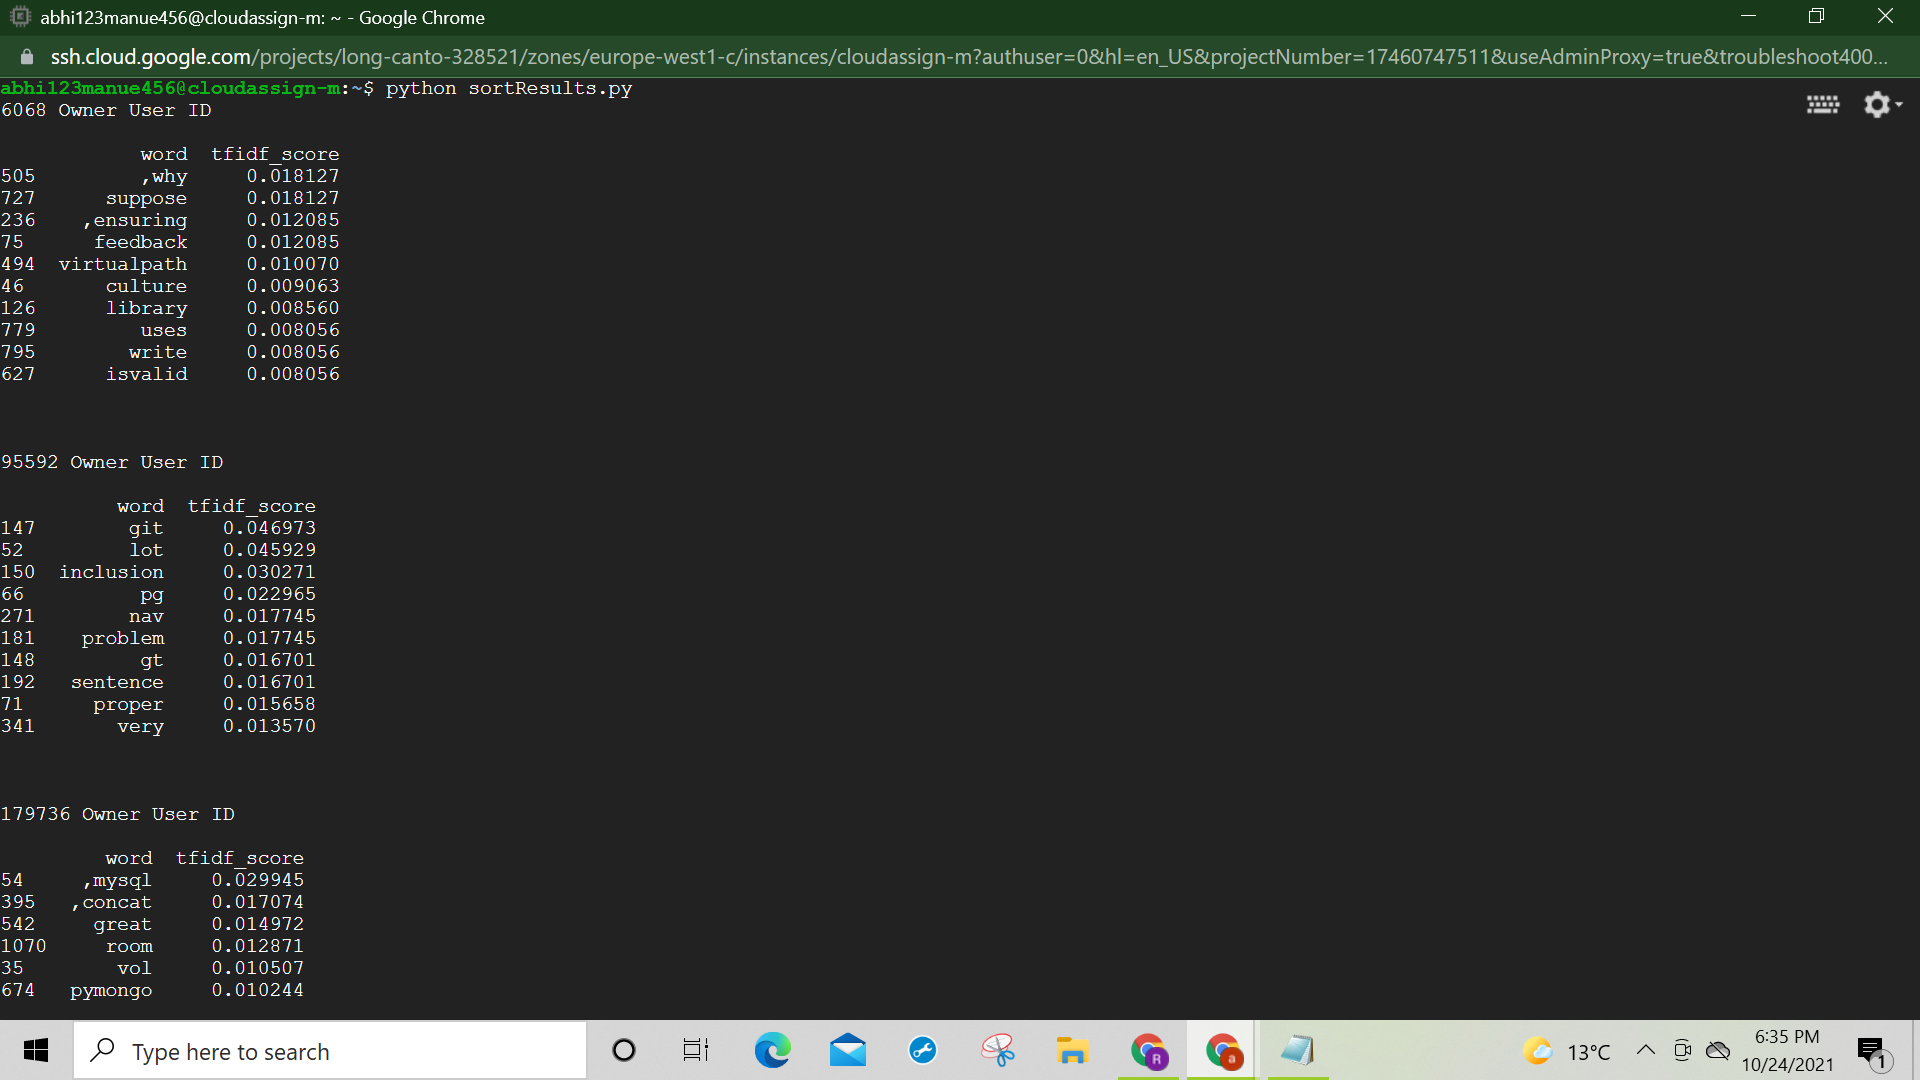 abhi123manue456@cloudassign-m: ~ - Google Chrome
ssh.cloud.google.com/projects/long-canto-328521/zones/europe-west1-c/instances/cloudassign-m?authuser=0&hl=en_US&projectNumber=17460747511&useAdminProxy=true&troubleshoot400...
abhi123manue456@cloudassign-m:~$ python sortResults.py
6068 Owner User ID
word tfidf_score
505 ,why 0.018127
727 suppose 0.018127
236 ,ensuring 0.012085
75 feedback 0.012085
494 virtualpath 0.010070
46 culture 0.009063
126 library 0.008560
779 uses 0.008056
795 write 0.008056
627 isvalid 0.008056
95592 Owner User ID
word tfidf_score
147 git 0.046973
52 lot 0.045929
150 inclusion 0.030271
66 pg 0.022965
271 nav 0.017745
181 problem 0.017745
148 gt 0.016701
192 sentence 0.016701
71 proper 0.015658
341 very 0.013570
179736 Owner User ID
word tfidf_score
54 ,mysql 0.029945
395 ,concat 0.017074
542 great 0.014972
1070 room 0.012871
35 vol 0.010507
674 pymongo 0.010244
Type here to search
R
a
13°C
6:35 PM
10/24/2021
1